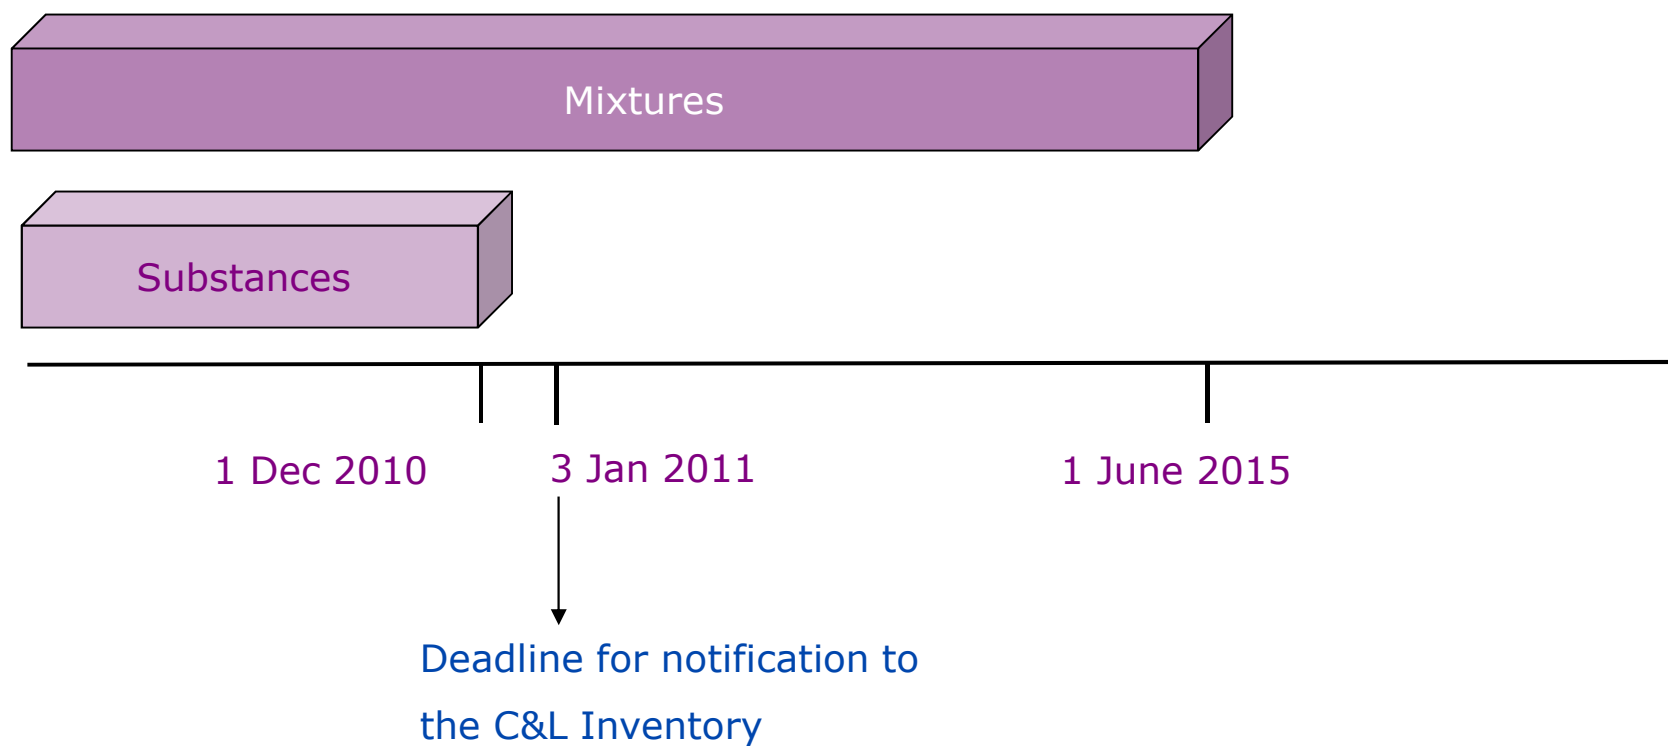 Mixtures
Substances
1 Dec 2010
3 Jan 2011
1 June 2015
Deadline for notification to
the C&L Inventory